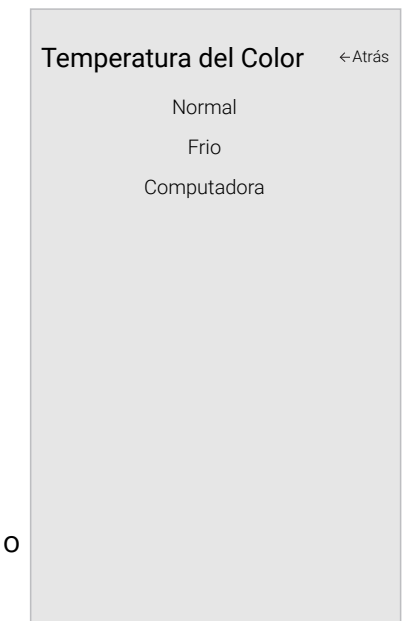 Temperatura del Color ←Atrás
Normal
Frio
Computadora
o